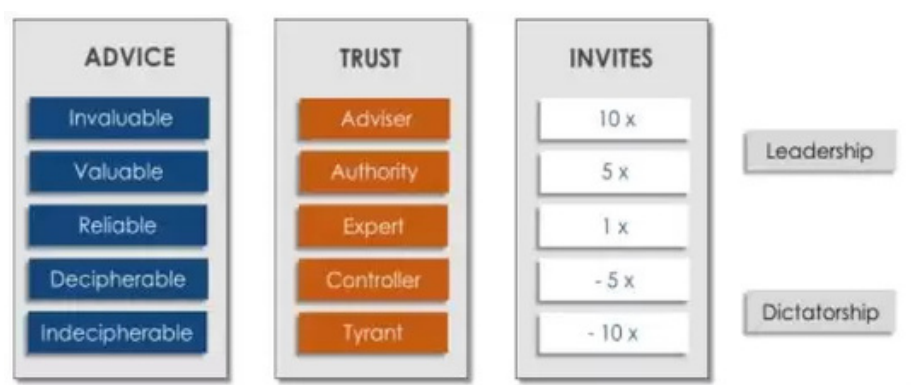 ADVICE
Invaluable
Valuable
Reliable
Decipherable
Indecipherable
TRUST
Adviser
Authority
Expert
Controller
Tyrant
INVITES
10 x
5 x
1 x
- 5 x
- 10 x
Leadership
Dictatorship